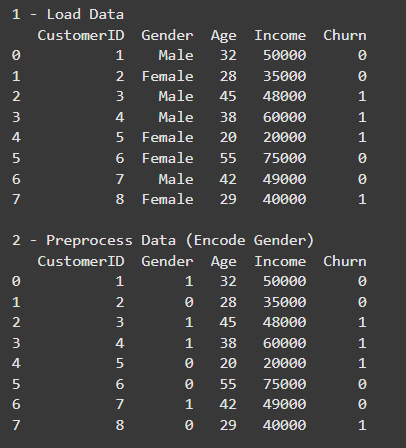 1 - Load Data
   CustomerID  Gender  Age  Income  Churn
0           1    Male   32   50000      0
1           2  Female   28   35000      0
2           3    Male   45   48000      1
3           4    Male   38   60000      1
4           5  Female   20   20000      1
5           6  Female   55   75000      0
6           7    Male   42   49000      0
7           8  Female   29   40000      1

2 - Preprocess Data (Encode Gender)
   CustomerID  Gender  Age  Income  Churn
0           1       1   32   50000      0
1           2       0   28   35000      0
2           3       1   45   48000      1
3           4       1   38   60000      1
4           5       0   20   20000      1
5           6       0   55   75000      0
6           7       1   42   49000      0
7           8       0   29   40000      1